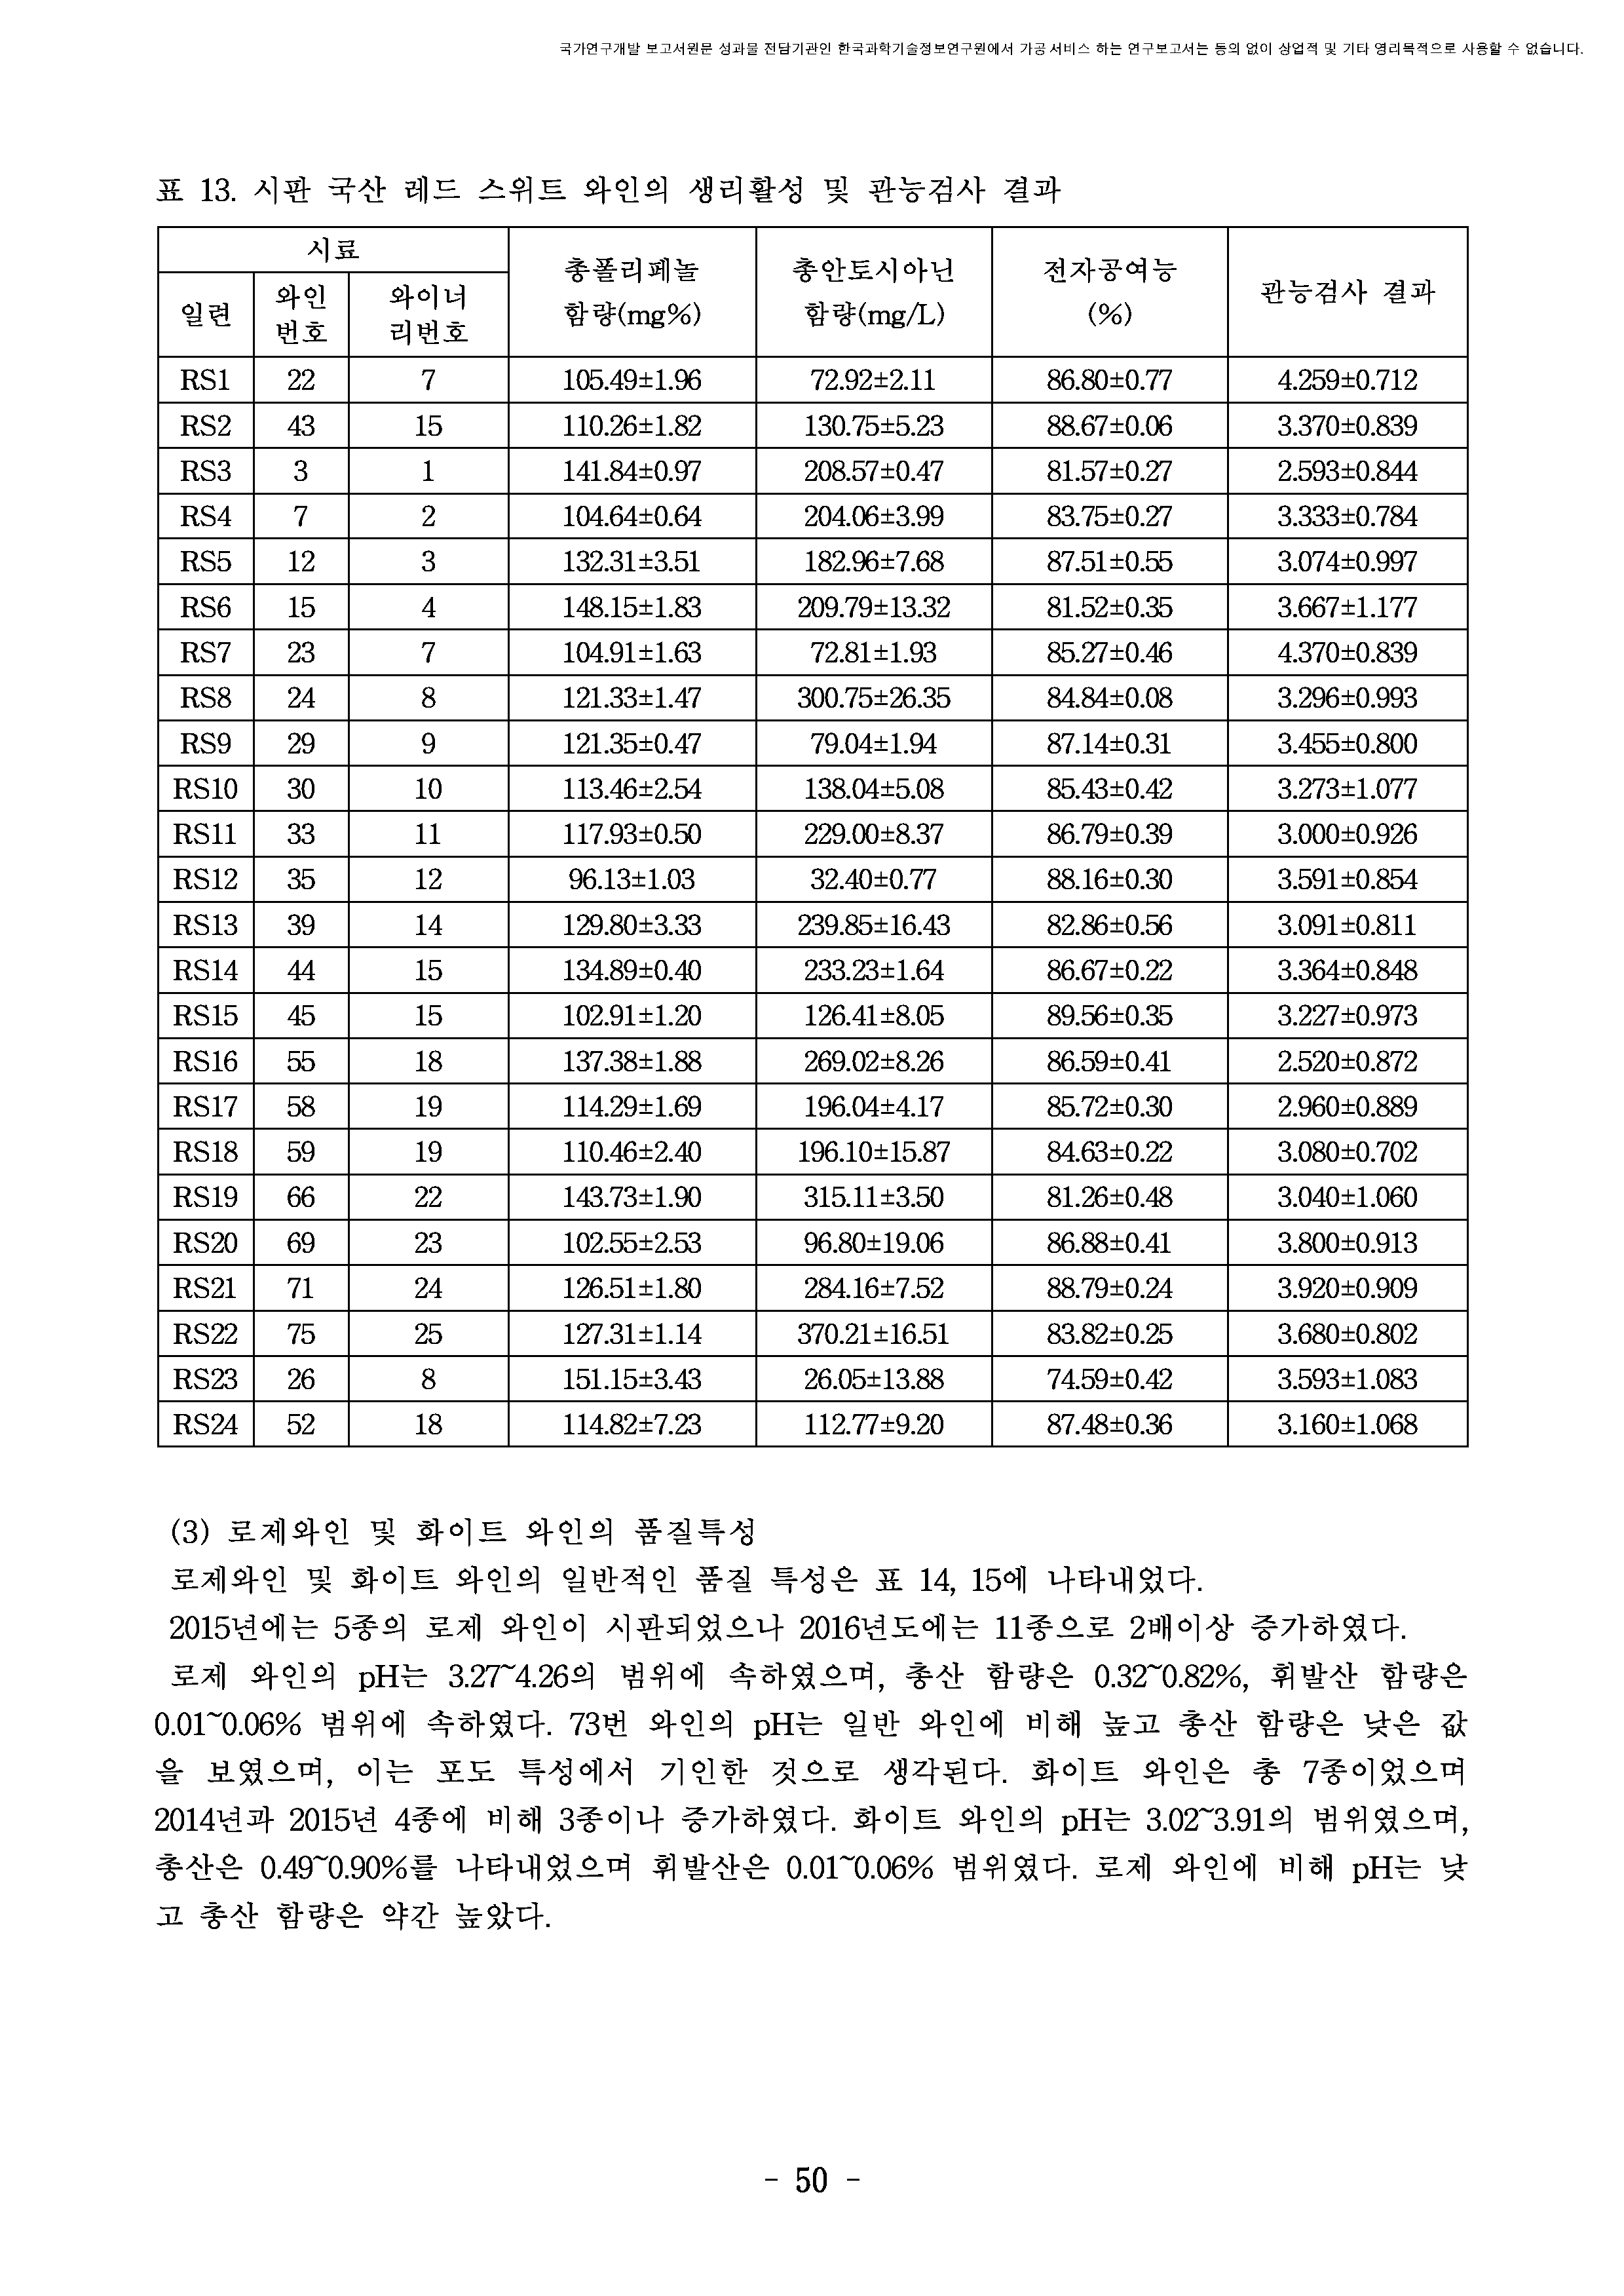 국가연구개발 보고서원문 성과물 전담기관인 한국과학기술정보연구원에서 가공·서비스 하는 연구보고서는 동의 없이 상업적 및 기타 영리목적으로 사용할 수 없습니다.
표 13. 시판 국산 레드 스위트 와인의 생리활성 및 관능검사 결과
시료 총폴리페놀 함량(mg%) 총안토시아닌 함량(mg/L) 전자공여능 (%) 관능검사 결과
일련 와인 번호 와이너 리번호
RS1 22 7 105.49±1.96 72.92±2.11 86.80±0.77 4.259±0.712
RS2 43 15 110.26±1.82 130.75±5.23 88.67±0.06 3.370±0.839
RS3 3 1 141.84±0.97 208.57±0.47 81.57±0.27 2.593±0.844
RS4 7 2 104.64±0.64 204.06±3.99 83.75±0.27 3.333±0.784
RS5 12 3 132.31±3.51 182.96±7.68 87.51±0.55 3.074±0.997
RS6 15 4 148.15±1.83 209.79±13.32 81.52±0.35 3.667±1.177
RS7 23 7 104.91±1.63 72.81±1.93 85.27±0.46 4.370±0.839
RS8 24 8 121.33±1.47 300.75±26.35 84.84±0.08 3.296±0.993
RS9 29 9 121.35±0.47 79.04±1.94 87.14±0.31 3.455±0.800
RS10 30 10 113.46±2.54 138.04±5.08 85.43±0.42 3.273±1.077
RS11 33 11 117.93±0.50 229.00±8.37 86.79±0.39 3.000±0.926
RS12 35 12 96.13±1.03 32.40±0.77 88.16±0.30 3.591±0.854
RS13 39 14 129.80±3.33 239.85±16.43 82.86±0.56 3.091±0.811
RS14 44 15 134.89±0.40 233.23±1.64 86.67±0.22 3.364±0.848
RS15 45 15 102.91±1.20 126.41±8.05 89.56±0.35 3.227±0.973
RS16 55 18 137.38±1.88 269.02±8.26 86.59±0.41 2.520±0.872
RS17 58 19 114.29±1.69 196.04±4.17 85.72±0.30 2.960±0.889
RS18 59 19 110.46±2.40 196.10±15.87 84.63±0.22 3.080±0.702
RS19 66 22 143.73±1.90 315.11±3.50 81.26±0.48 3.040±1.060
RS20 69 23 102.55±2.53 96.80±19.06 86.88±0.41 3.800±0.913
RS21 71 24 126.51±1.80 284.16±7.52 88.79±0.24 3.920±0.909
RS22 75 25 127.31±1.14 370.21±16.51 83.82±0.25 3.680±0.802
RS23 26 8 151.15±3.43 26.05±13.88 74.59±0.42 3.593±1.083
RS24 52 18 114.82±7.23 112.77±9.20 87.48±0.36 3.160±1.068
(3) 로제와인 및 화이트 와인의 품질특성
로제와인 및 화이트 와인의 일반적인 품질 특성은 표 14, 15에 나타내었다.
2015년에는 5종의 로제 와인이 시판되었으나 2016년도에는 11종으로 2배이상 증가하였다.
로제 와인의 pH는 3.27~4.26의 범위에 속하였으며, 총산 함량은 0.32~0.82%, 휘발산 함량은
0.01~0.06% 범위에 속하였다. 73번 와인의 pH는 일반 와인에 비해 높고 총산 함량은 낮은 값
을 보였으며, 이는 포도 특성에서 기인한 것으로 생각된다. 화이트 와인은 총 7종이었으며
2014년과 2015년 4종에 비해 3종이나 증가하였다. 화이트 와인의 pH는 3.02~3.91의 범위였으며,
총산은 0.49~0.90%를 나타내었으며 휘발산은 0.01~0.06% 범위였다. 로제 와인에 비해 pH는 낮
고 총산 함량은 약간 높았다.
- 50 -